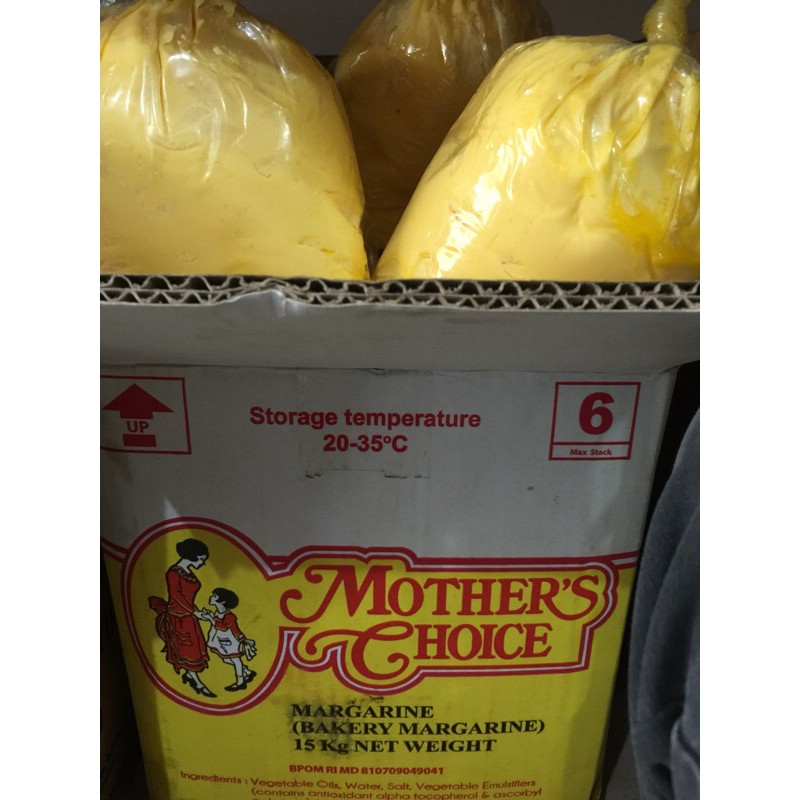 UP
Storage temperature
20-35°C
6
Max Stack
MOTHER'S
CHOICE
MARGARINE
(BAKERY MARGARINE)
15 Kg NET WEIGHT
BPOM RI MD 810709049041
Ingredients : Vegetable Oils, Water, Salt, Vegetable Emulsifiers
(contains antioxidant alpha tocopherol & ascorbyl